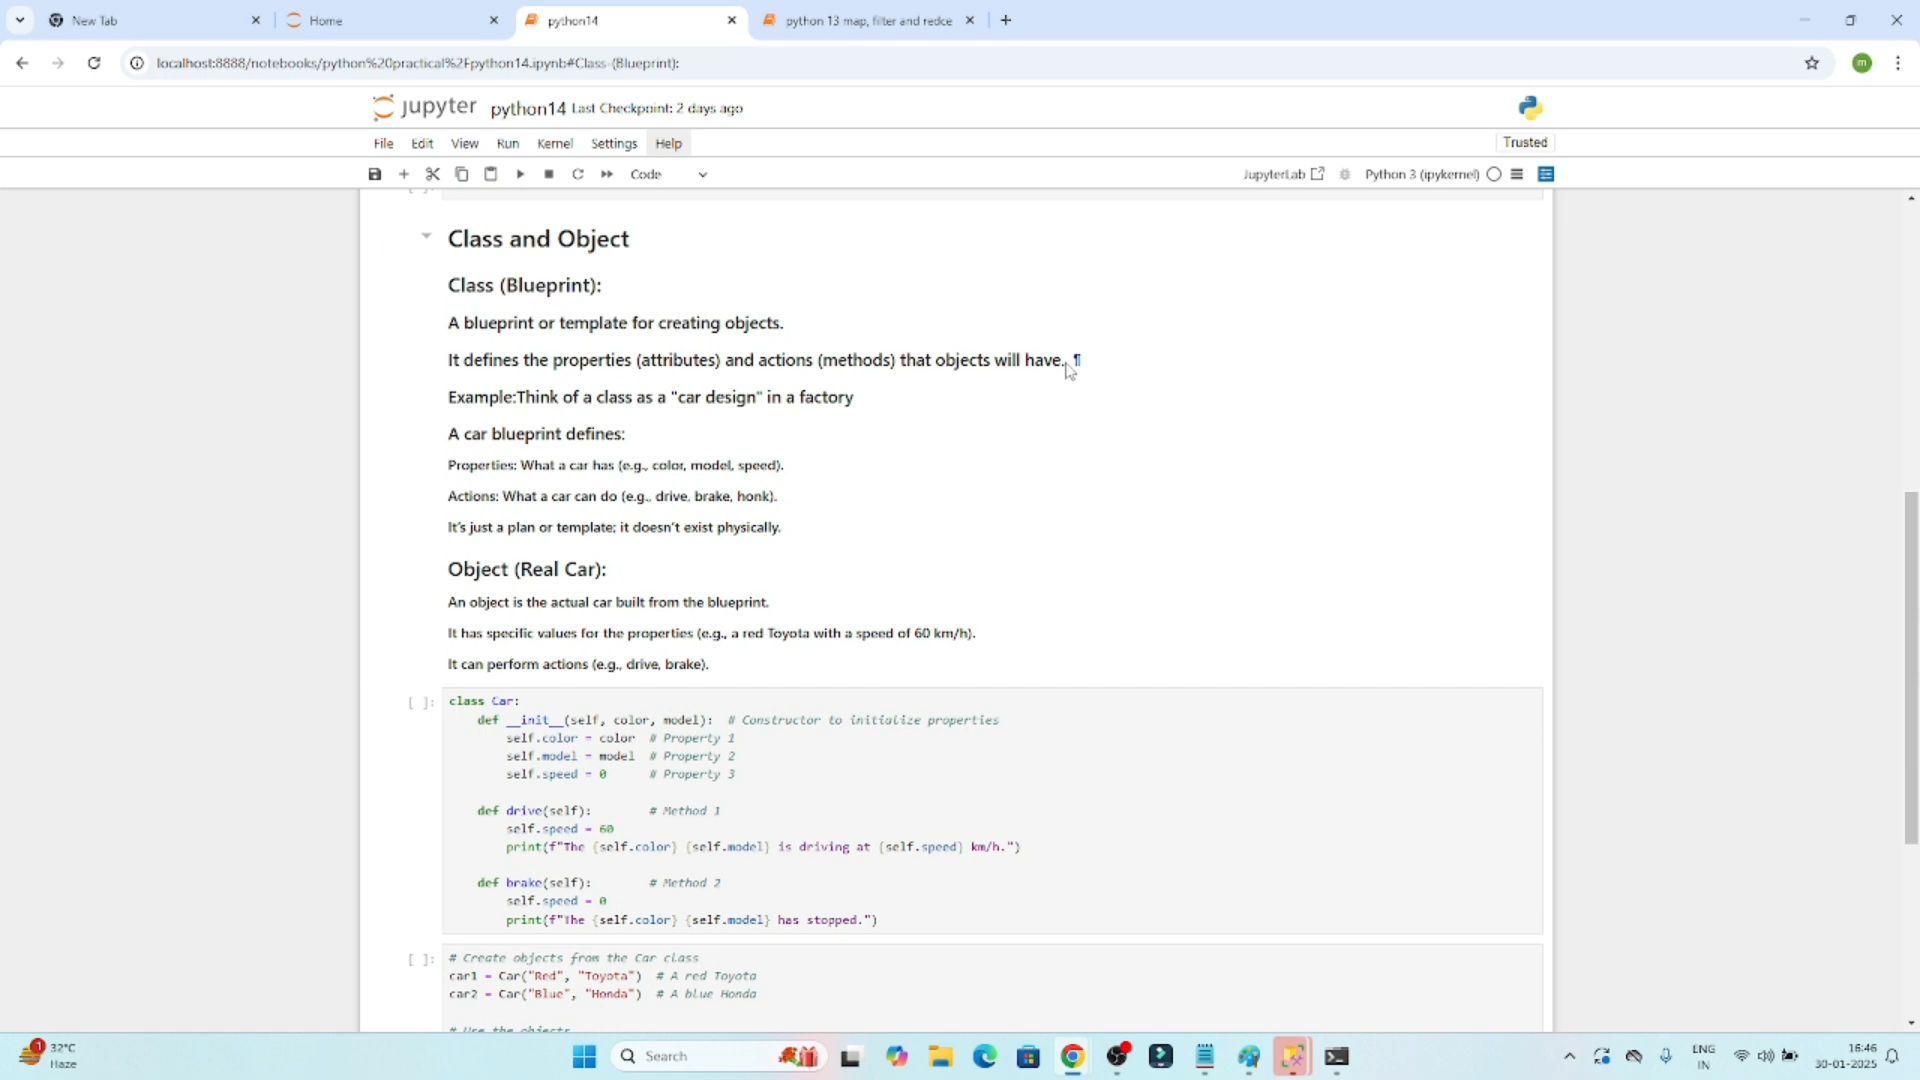 New Tab
Home
python14
python 13 map, filter and redce
localhost:8888/notebooks/python%20practical%2Fpython14.ipynb#Class-(Blueprint):
m
jupyter python14 Last Checkpoint: 2 days ago
File Edit View Run Kernel Settings Help
Trusted
Code
JupyterLab
Python 3 (ipykernel)
[ ]:
Class and Object
Class (Blueprint):
A blueprint or template for creating objects.
It defines the properties (attributes) and actions (methods) that objects will have. ¶
Example:Think of a class as a "car design" in a factory
A car blueprint defines:
Properties: What a car has (e.g., color, model, speed).
Actions: What a car can do (e.g., drive, brake, honk).
It's just a plan or template; it doesn't exist physically.
Object (Real Car):
An object is the actual car built from the blueprint.
It has specific values for the properties (e.g., a red Toyota with a speed of 60 km/h).
It can perform actions (e.g., drive, brake).
[ ]: class Car:
def __init__(self, color, model): # Constructor to initialize properties
self.color = color # Property 1
self.model = model # Property 2
self.speed = 0 # Property 3
def drive(self): # Method 1
self.speed = 60
print(f"The {self.color} {self.model} is driving at {self.speed} km/h.")
def brake(self): # Method 2
self.speed = 0
print(f"The {self.color} {self.model} has stopped.")
[ ]: # Create objects from the Car class
car1 = Car("Red", "Toyota") # A red Toyota
car2 = Car("Blue", "Honda") # A blue Honda
# Use the objects
1
32°C
Haze
Search
ENG
IN
16:46
30-01-2025